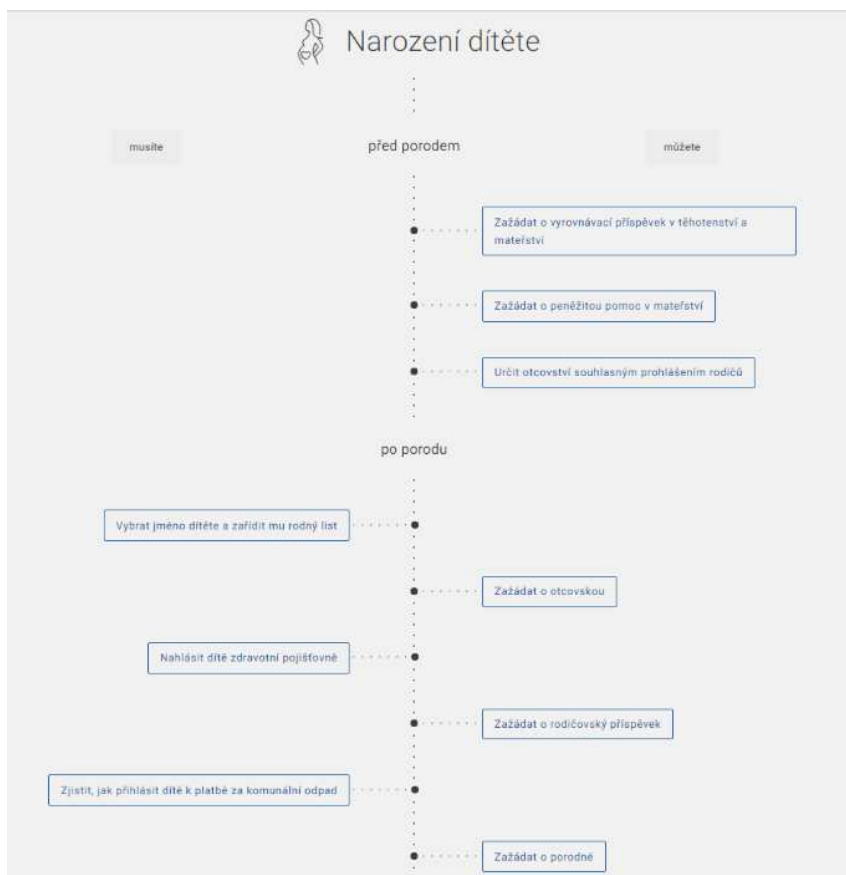 Narození dítěte
musíte
před porodem
můžete
Zažádat o vyrovnávací příspěvek v těhotenství a
mateřství
Zažádat o peněžitou pomoc v mateřství
Určit otcovství souhlasným prohlášením rodičů
po porodu
Vybrat jméno dítěte a zařídit mu rodný list
Zažádat o otcovskou
Nahlásit dítě zdravotní pojišťovně
Zažádat o rodičovský příspěvek
Zjistit, jak přihlásit dítě k platbě za komunální odpad
Zažádat o porodné